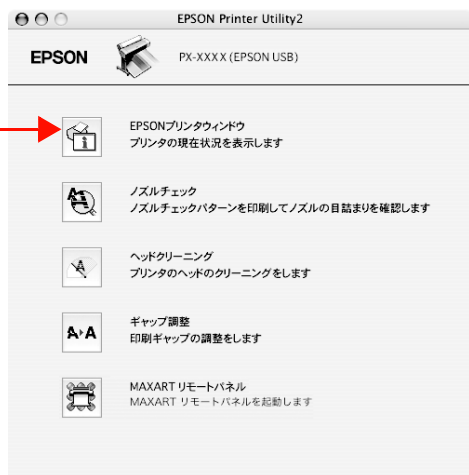 EPSON Printer Utility2
EPSON PX-XXXX (EPSON USB)
EPSONプリンタウィンドウ
プリンタの現在状況を表示します
ノズルチェック
ノズルチェックパターンを印刷してノズルの目詰まりを確認します
ヘッドクリーニング
プリンタのヘッドのクリーニングをします
ギャップ調整
印刷ギャップの調整をします
MAXART リモートパネル
MAXART リモートパネルを起動します